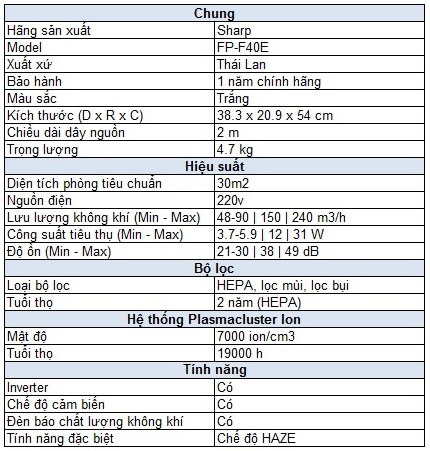 Chung
Hãng sản xuất Sharp
Model FP-F40E
Xuất xứ Thái Lan
Bảo hành 1 năm chính hãng
Màu sắc Trắng
Kích thước (D x R x C) 38.3 x 20.9 x 54 cm
Chiều dài dây nguồn 2 m
Trọng lượng 4.7 kg
Hiệu suất
Diện tích phòng tiêu chuẩn 30m2
Nguồn điện 220v
Lưu lượng không khí (Min - Max) 48-90 | 150 | 240 m3/h
Công suất tiêu thụ (Min - Max) 3.7-5.9 | 12 | 31 W
Độ ồn (Min - Max) 21-30 | 38 | 49 dB
Bộ lọc
Loại bộ lọc HEPA, lọc mùi, lọc bụi
Tuổi thọ 2 năm (HEPA)
Hệ thống Plasmacluster Ion
Mật độ 7000 ion/cm3
Tuổi thọ 19000 h
Tính năng
Inverter Có
Chế độ cảm biến Có
Đèn báo chất lượng không khí Có
Tính năng đặc biệt Chế độ HAZE